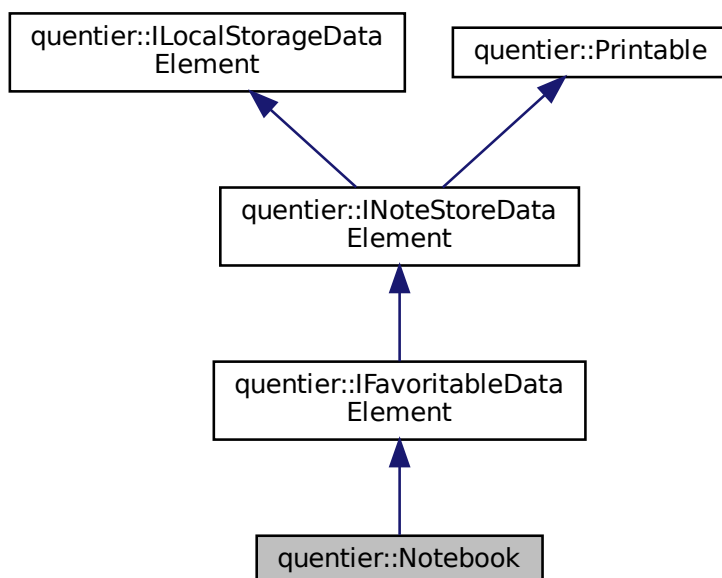 quentier::ILocalStorageData
Element
quentier::Printable
quentier::INoteStoreData
Element
quentier::IFavoritableData
Element
quentier::Notebook